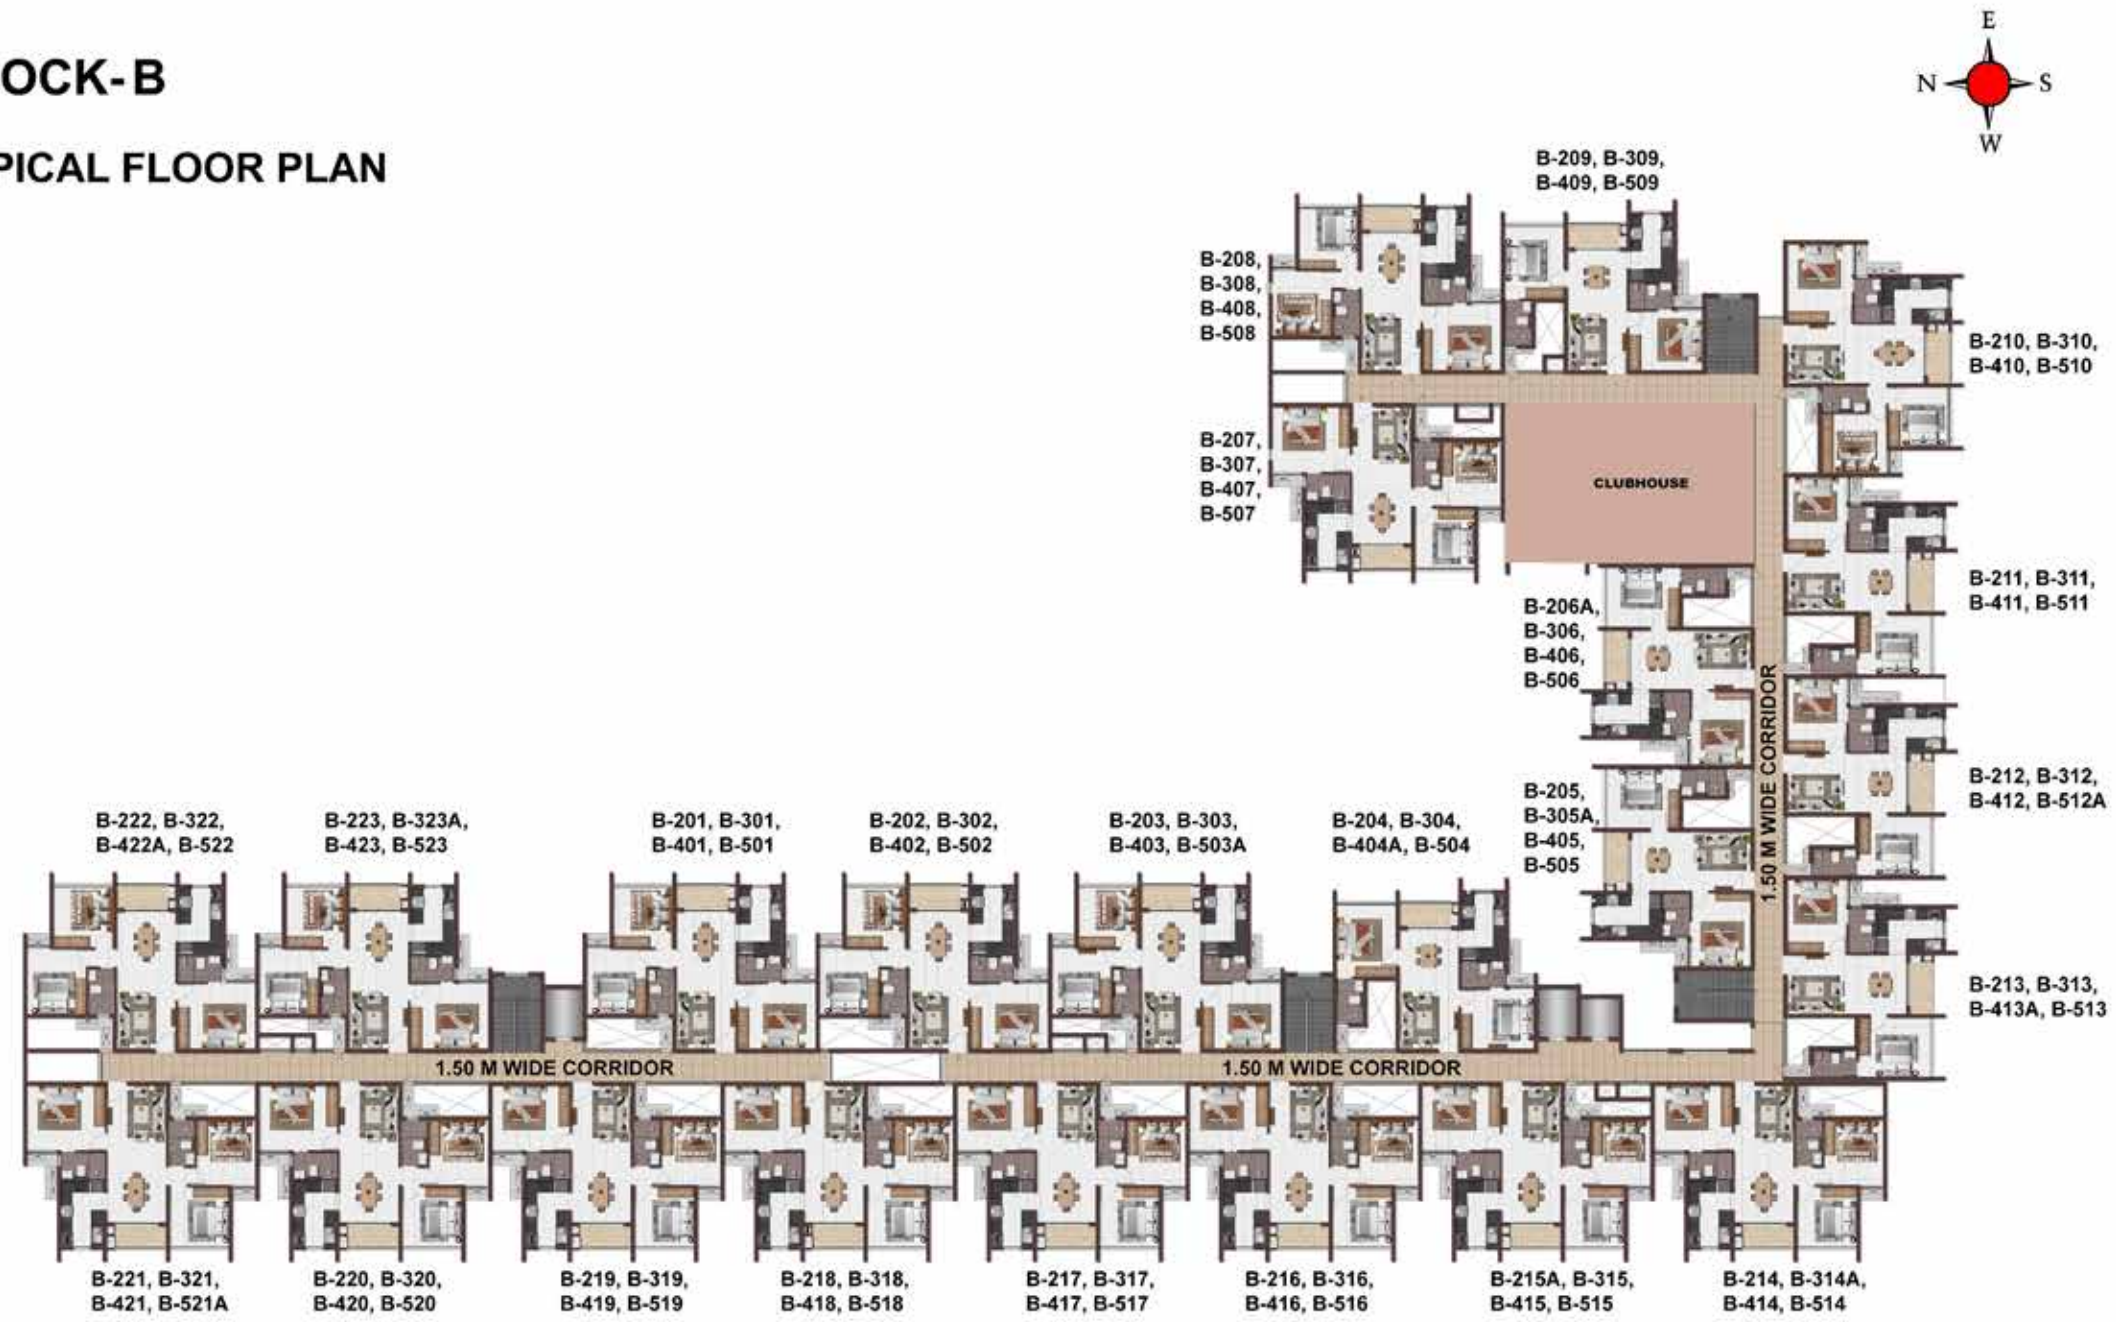 OCK-B
PICAL FLOOR PLAN
E
N
S
W
B-209, B-309,
B-409, B-509
B-208,
B-308,
B-408,
B-508
B-210, B-310,
B-410, B-510
B-207,
B-307,
B-407,
B-507
CLUBHOUSE
B-211, B-311,
B-411, B-511
B-206A,
B-306,
B-406,
B-506
1.50 M WIDE CORRIDOR
B-212, B-312,
B-412, B-512A
B-205,
B-305A,
B-405,
B-505
B-222, B-322,
B-422A, B-522
B-223, B-323A,
B-423, B-523
B-201, B-301,
B-401, B-501
B-202, B-302,
B-402, B-502
B-203, B-303,
B-403, B-503A
B-204, B-304,
B-404A, B-504
B-213, B-313,
B-413A, B-513
1.50 M WIDE CORRIDOR
1.50 M WIDE CORRIDOR
B-221, B-321,
B-421, B-521A
B-220, B-320,
B-420, B-520
B-219, B-319,
B-419, B-519
B-218, B-318,
B-418, B-518
B-217, B-317,
B-417, B-517
B-216, B-316,
B-416, B-516
B-215A, B-315,
B-415, B-515
B-214, B-314A,
B-414, B-514